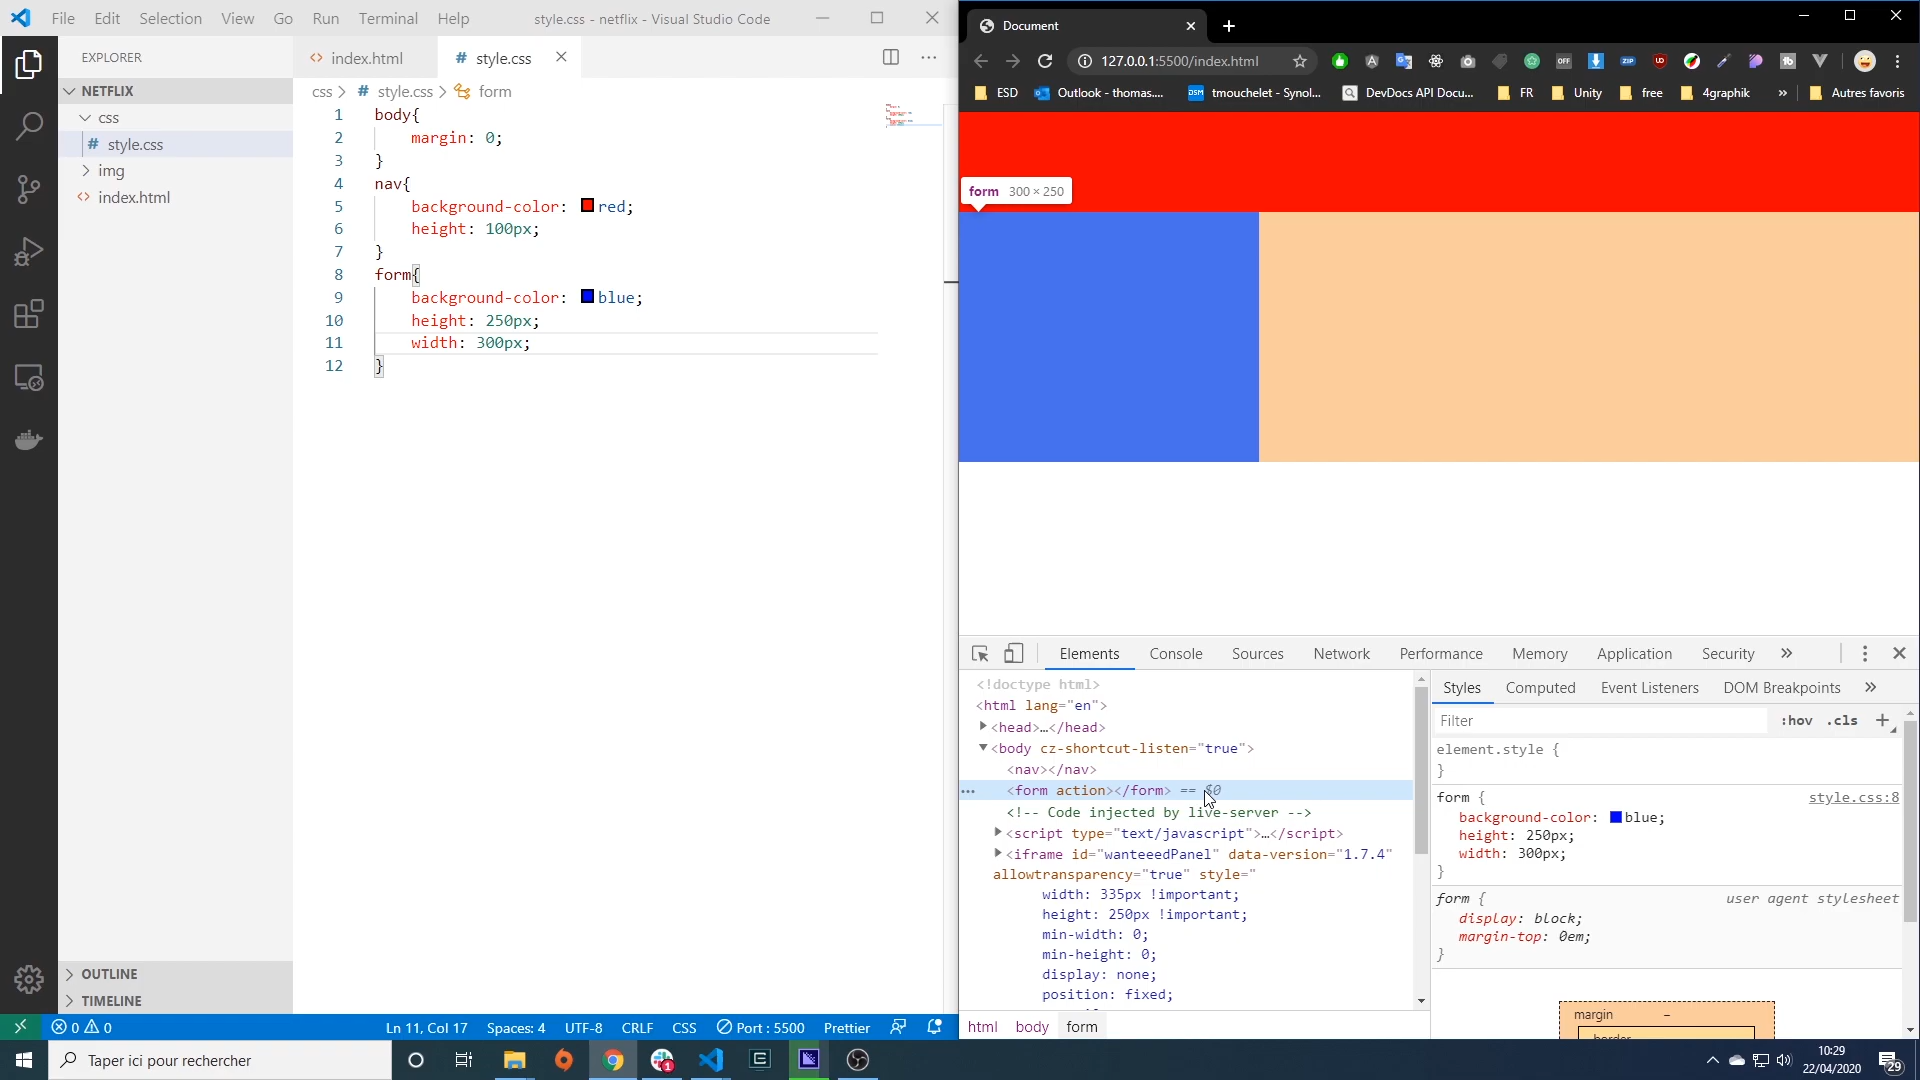 File Edit Selection View Go Run Terminal Help style.css - netflix - Visual Studio Code
EXPLORER
NETFLIX
css
# style.css
img
<> index.html
OUTLINE
TIMELINE
<> index.html # style.css
css > # style.css > form
1 body{
2 margin: 0;
3 }
4 nav{
5 background-color: red;
6 height: 100px;
7 }
8 form{
9 background-color: blue;
10 height: 250px;
11 width: 300px;
12 }
0 0 Ln 11, Col 17 Spaces: 4 UTF-8 CRLF CSS Port : 5500 Prettier
Document
127.0.0.1:5500/index.html
ESD Outlook - thomas.... DSM tmouchelet - Synol... DevDocs API Docu... FR Unity free 4graphik » Autres favoris
form 300 × 250
Elements Console Sources Network Performance Memory Application Security »
<!doctype html>
<html lang="en">
<head>…</head>
<body cz-shortcut-listen="true">
<nav></nav>
<form action></form> == $0
<!-- Code injected by live-server -->
<script type="text/javascript">…</script>
<iframe id="wanteeedPanel" data-version="1.7.4"
allowtransparency="true" style="
width: 335px !important;
height: 250px !important;
min-width: 0;
min-height: 0;
display: none;
position: fixed;
html body form
Styles Computed Event Listeners DOM Breakpoints »
Filter :hov .cls +
element.style {
}
form { style.css:8
background-color: blue;
height: 250px;
width: 300px;
}
form { user agent stylesheet
display: block;
margin-top: 0em;
}
margin –
border
Taper ici pour rechercher
1
10:29
22/04/2020
29